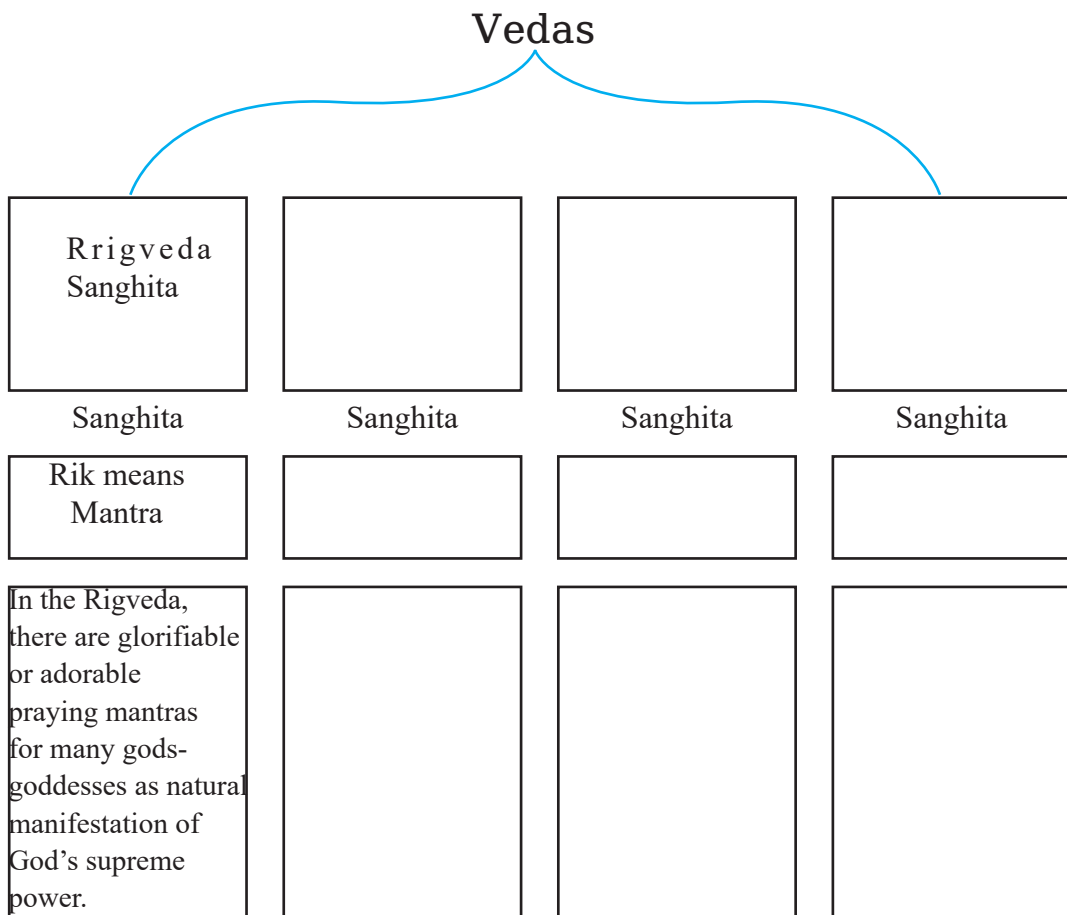 Vedas
Rrigveda
Sanghita
Sanghita
Sanghita
Sanghita
Sanghita
Rik means
Mantra
In the Rigveda,
there are glorifiable
or adorable
praying mantras
for many gods-
goddesses as natural
manifestation of
God’s supreme
power.